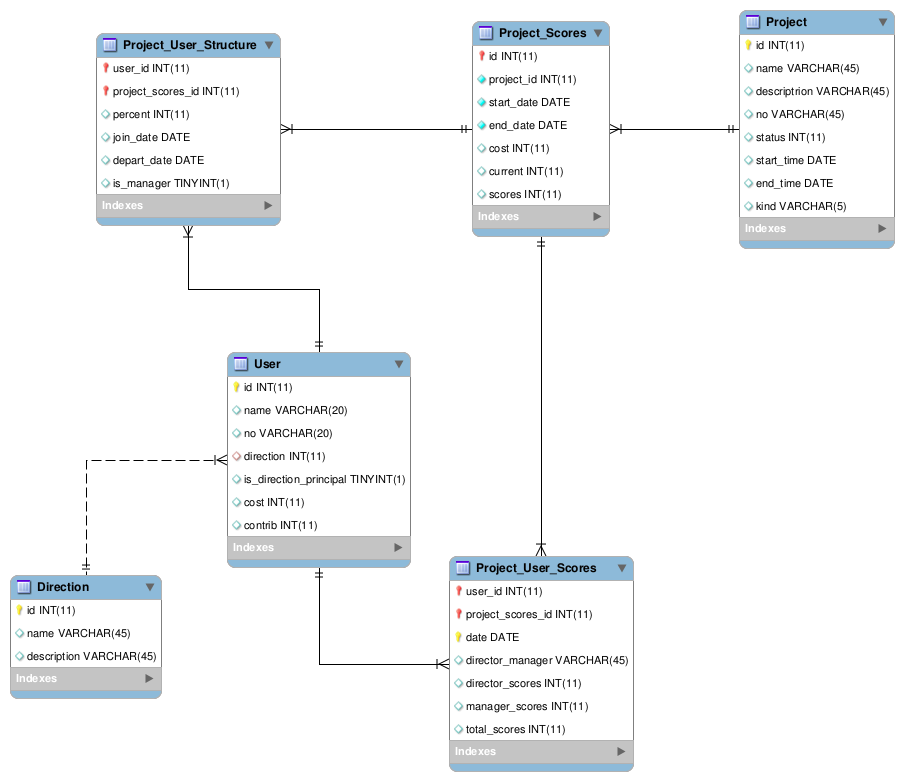 Project_User_Structure
user_id INT(11)
project_scores_id INT(11)
percent INT(11)
join_date DATE
depart_date DATE
is_manager TINYINT(1)
Indexes
Project_Scores
id INT(11)
project_id INT(11)
start_date DATE
end_date DATE
cost INT(11)
current INT(11)
scores INT(11)
Indexes
Project
id INT(11)
name VARCHAR(45)
descriptrion VARCHAR(45)
no VARCHAR(45)
status INT(11)
start_time DATE
end_time DATE
kind VARCHAR(5)
Indexes
User
id INT(11)
name VARCHAR(20)
no VARCHAR(20)
direction INT(11)
is_direction_principal TINYINT(1)
cost INT(11)
contrib INT(11)
Indexes
Direction
id INT(11)
name VARCHAR(45)
description VARCHAR(45)
Indexes
Project_User_Scores
user_id INT(11)
project_scores_id INT(11)
date DATE
director_manager VARCHAR(45)
director_scores INT(11)
manager_scores INT(11)
total_scores INT(11)
Indexes